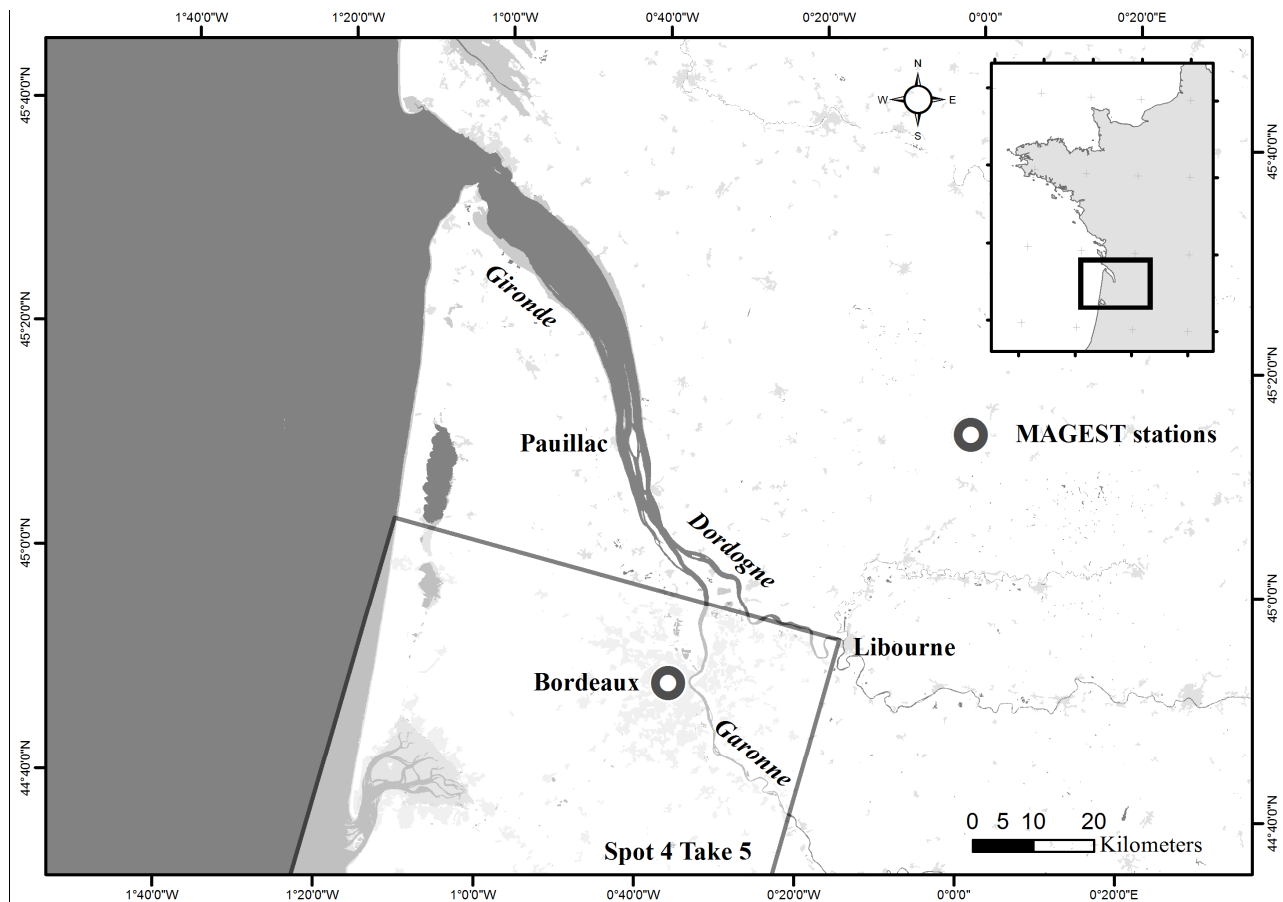 1°40'0"W 1°20'0"W 1°0'0"W 0°40'0"W 0°20'0"W 0°0'0" 0°20'0"E
45°40'0"N
45°20'0"N
45°0'0"N
44°40'0"N
N
W E
S
45°40'0"N
45°20'0"N
45°0'0"N
44°40'0"N
Gironde
Pauillac
MAGEST stations
Dordogne
Libourne
Bordeaux
Garonne
Spot 4 Take 5
0 5 10 20
Kilometers
1°40'0"W 1°20'0"W 1°0'0"W 0°40'0"W 0°20'0"W 0°0'0" 0°20'0"E